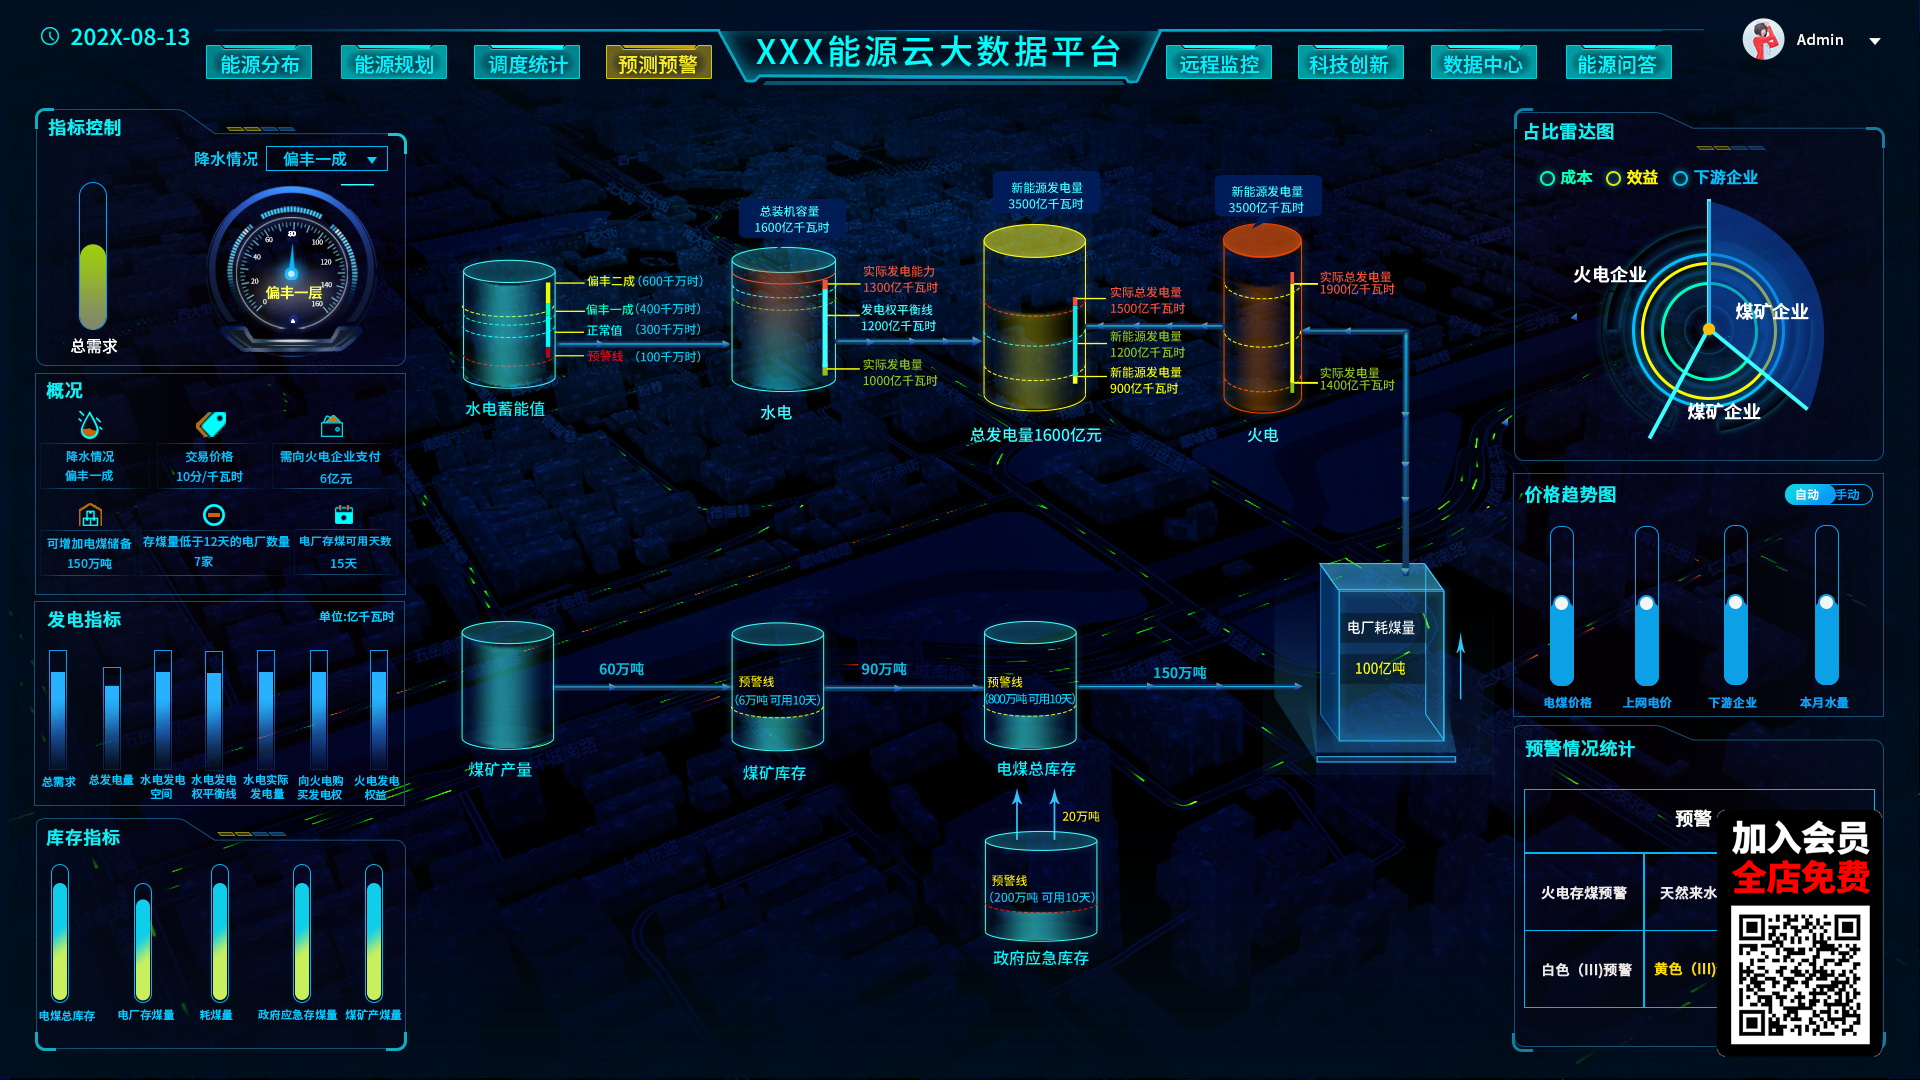 202X-08-13
能源分布
能源规划
调度统计
预测预警
XXX能源云大数据平台
远程监控
科技创新
数据中心
能源问答
Admin
指标控制
降水情况
偏丰一成
0
20
40
60
80
100
120
140
160
偏丰一层
总需求
概况
降水情况
偏丰一成
交易价格
10分/千瓦时
需向火电企业支付
6亿元
可增加电煤储备
150万吨
存煤量低于12天的电厂数量
7家
电厂存煤可用天数
15天
发电指标
单位:亿千瓦时
总需求
总发电量
水电发电
空间
水电发电
权平衡线
水电实际
发电量
向火电购
买发电权
火电发电
权益
库存指标
电煤总库存
电厂存煤量
耗煤量
政府应急存煤量
煤矿产煤量
偏丰二成(600千万时)
偏丰一成(400千万时)
正常值 (300千万时)
预警线 (100千万时)
水电蓄能值
总装机容量
1600亿千瓦时
实际发电能力
1300亿千瓦时
发电权平衡线
1200亿千瓦时
实际发电量
1000亿千瓦时
水电
新能源发电量
3500亿千瓦时
实际总发电量
1500亿千瓦时
新能源发电量
1200亿千瓦时
新能源发电量
900亿千瓦时
总发电量1600亿元
新能源发电量
3500亿千瓦时
实际总发电量
1900亿千瓦时
实际发电量
1400亿千瓦时
火电
煤矿产量
60万吨
预警线
(6万吨 可用10天)
煤矿库存
90万吨
预警线
(800万吨 可用10天)
电煤总库存
150万吨
20万吨
预警线
(200万吨 可用10天)
政府应急库存
电厂耗煤量
100亿吨
占比雷达图
成本
效益
下游企业
火电企业
煤矿企业
煤矿企业
价格趋势图
自动
手动
电煤价格
上网电价
下游企业
本月水量
预警情况统计
预警
火电存煤预警
天然来水
白色（III)预警
黄色（III)
加入会员
全店免费